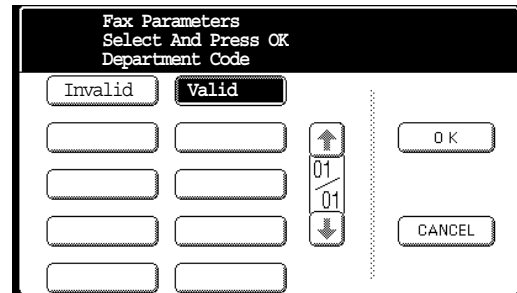 Fax Parameters
Select And Press OK
Department Code
Invalid Valid
OK
01
01
CANCEL